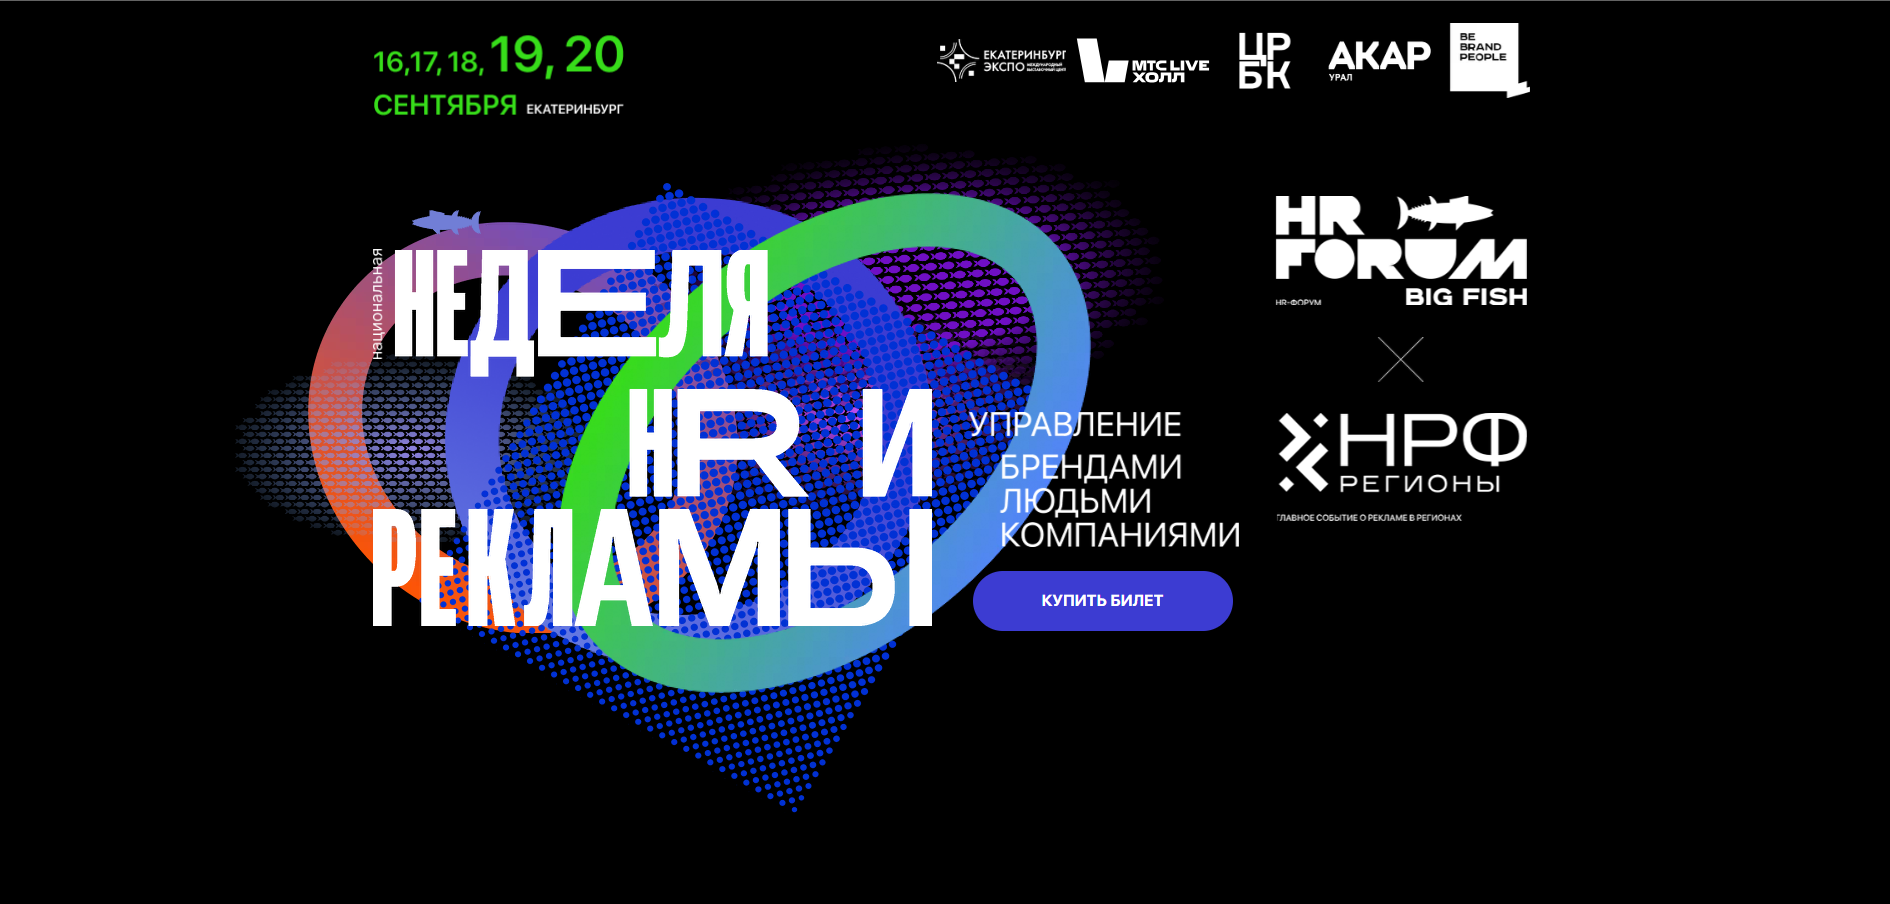 16,17, 18, 19, 20
СЕНТЯБРЯ ЕКАТЕРИНБУРГ
ЕКАТЕРИНБУРГ
ЭКСПО МЕЖДУНАРОДНЫЙ
ВЫСТАВОЧНЫЙ ЦЕНТР
МТС LIVE
ХОЛЛ
ЦР
БК
АКАР
УРАЛ
BE
BRAND
PEOPLE
национальная
НЕДЕЛЯ
HR И
РЕКЛАМЫ
УПРАВЛЕНИЕ
БРЕНДАМИ
ЛЮДЬМИ
КОМПАНИЯМИ
КУПИТЬ БИЛЕТ
HR
FORUM
HR-ФОРУМ BIG FISH
НРФ
РЕГИОНЫ
ГЛАВНОЕ СОБЫТИЕ О РЕКЛАМЕ В РЕГИОНАХ